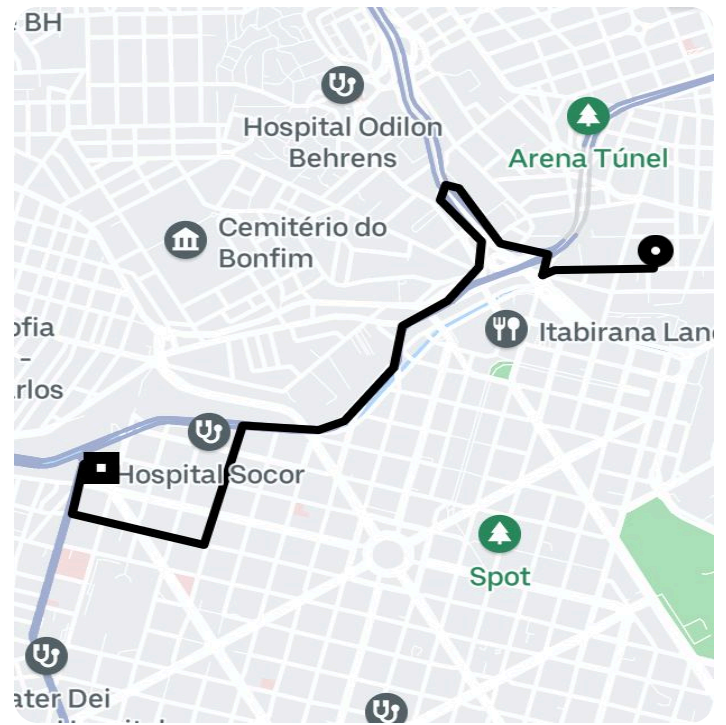 BH
Hospital Odilon
Behrens
Arena Túnel
Cemitério do
Bonfim
ofia
-
rlos
Itabirana Lan
Hospital Socor
Spot
ater Dei